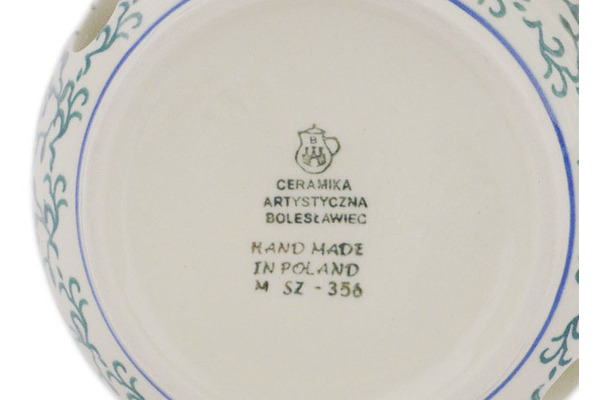 B
CERAMIKA
ARTYSTYCZNA
BOLESŁAWIEC
HAND MADE
IN POLAND
M SZ - 356